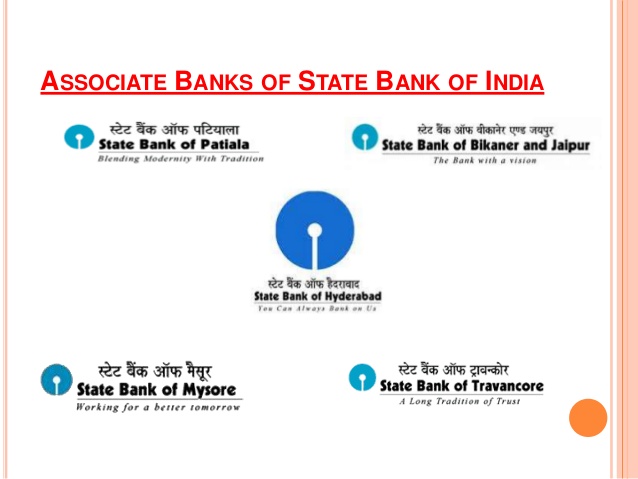 ASSOCIATE BANKS OF STATE BANK OF INDIA
स्टेट बैंक ऑफ पटियाला
State Bank of Patiala
Blending Modernity With Tradition
स्टेट बैंक ऑफ बीकानेर एण्ड जयपुर
State Bank of Bikaner and Jaipur
The Bank with a vision
स्टेट बैंक ऑफ हैदराबाद
State Bank of Hyderabad
You Can Always Bank on Us
स्टेट बैंक ऑफ मैसूर
State Bank of Mysore
Working for a better tomorrow
स्टेट बैंक ऑफ ट्रावन्कोर
State Bank of Travancore
A Long Tradition of Trust